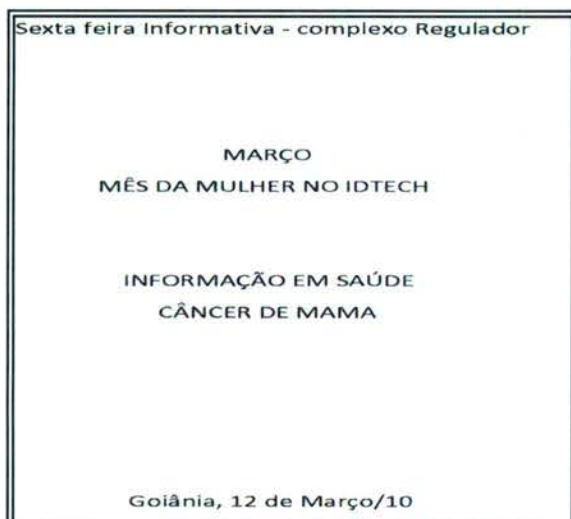 Sexta feira Informativa - complexo Regulador
MARÇO
MÊS DA MULHER NO IDTECH
INFORMAÇÃO EM SAÚDE
CÂNCER DE MAMA
Goiânia, 12 de Março/10